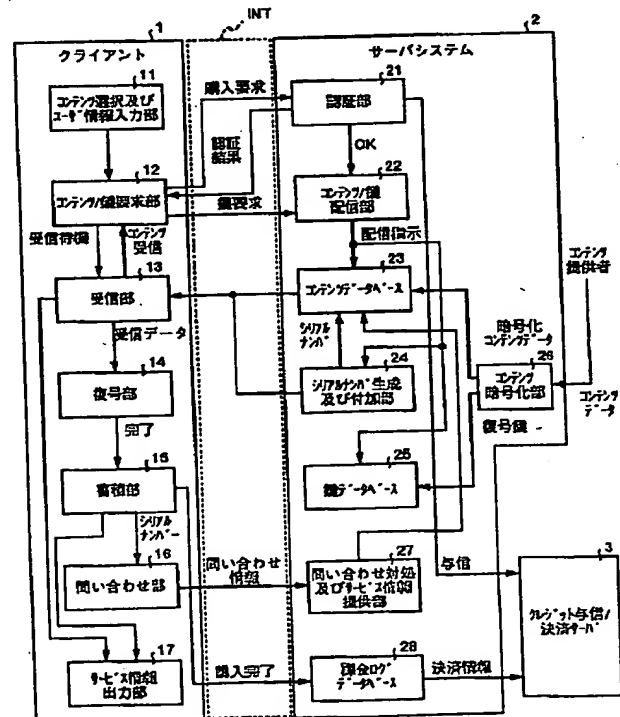 INT
1
クライアント
11
コンテンツ選択及び
ユーザ情報入力部
12
コンテンツ/鍵要求部
受信待機
コンテンツ
受信
13
受信部
受信データ
14
復号部
完了
15
蓄積部
シリアル
ナンバー
16
問い合わせ部
17
サービス情報
出力部
購入要求
認証
結果
鍵要求
問い合わせ
情報
購入完了
2
サーバシステム
21
認証部
OK
22
コンテンツ/鍵
配信部
配信指示
23
コンテンツデータベース
シリアル
ナンバ
24
シリアルナンバ生成
及び付加部
25
鍵データベース
暗号化
コンテンツデータ
26
コンテンツ
暗号化部
復号鍵
コンテンツ
提供者
コンテンツ
データ
27
問い合わせ対処
及びサービス情報
提供部
与信
28
課金ログ
データベース
決済情報
3
クレジット与信/
決済サーバ